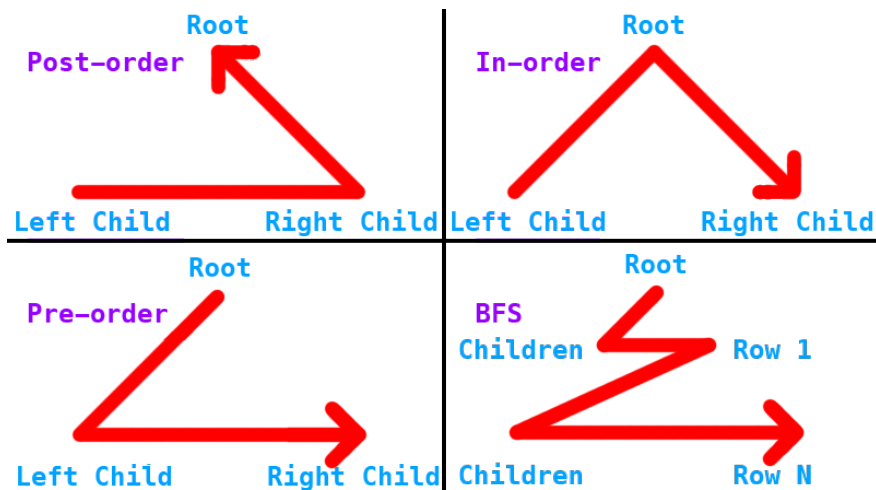 Root
Post-order
Left Child
Right Child
Root
In-order
Left Child
Right Child
Root
Pre-order
Left Child
Right Child
Root
BFS
Children
Row 1
Children
Row N